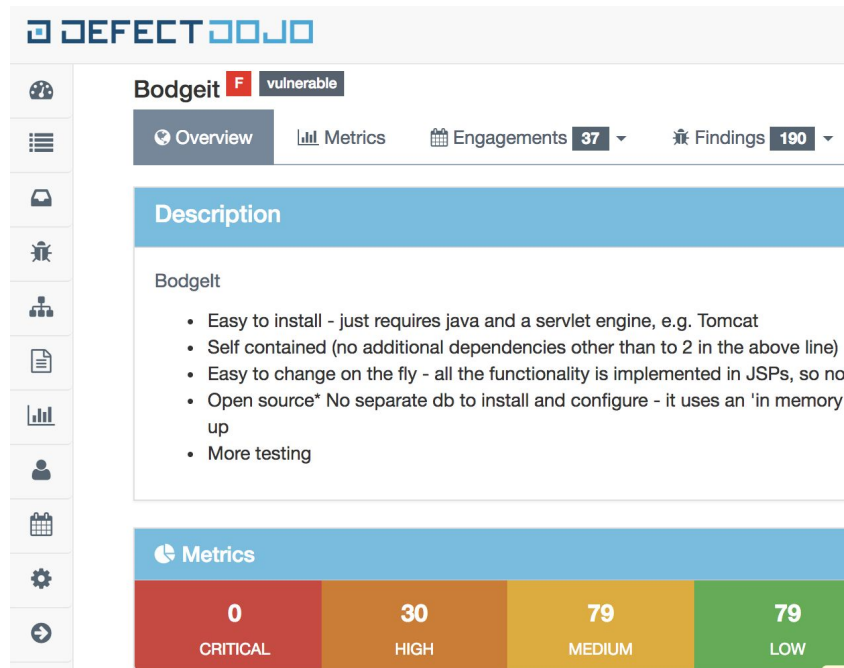 DEFECTDOJO
Bodgeit F vulnerable
Overview Metrics Engagements 37 Findings 190
Description
BodgeIt
• Easy to install - just requires java and a servlet engine, e.g. Tomcat
• Self contained (no additional dependencies other than to 2 in the above line)
• Easy to change on the fly - all the functionality is implemented in JSPs, so no
• Open source* No separate db to install and configure - it uses an 'in memory
up
• More testing
Metrics
0 30 79 79
CRITICAL HIGH MEDIUM LOW